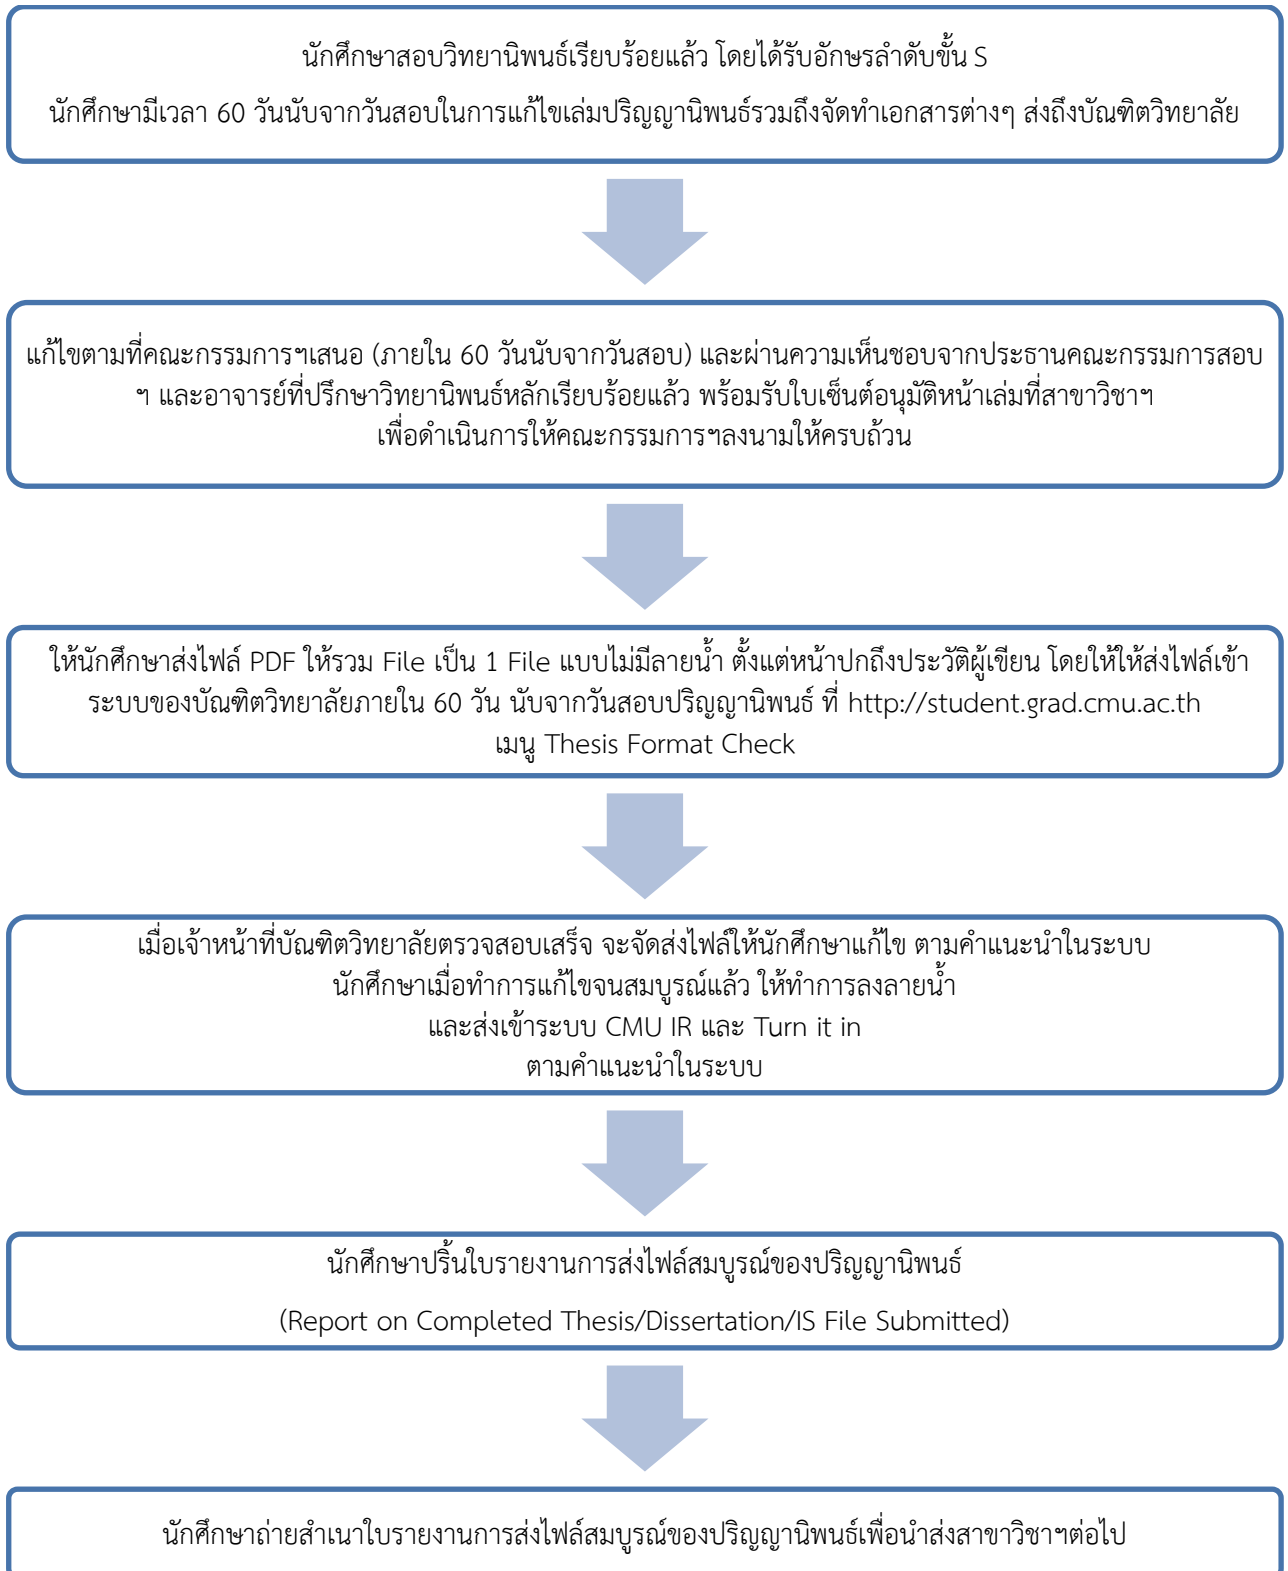 นักศึกษาสอบวิทยานิพนธ์เรียบร้อยแล้ว โดยได้รับอักษรลำดับขั้น S
นักศึกษามีเวลา 60 วันนับจากวันสอบในการแก้ไขเล่มปริญญานิพนธ์รวมถึงจัดทำเอกสารต่างๆ ส่งถึงบัณฑิตวิทยาลัย
แก้ไขตามที่คณะกรรมการฯเสนอ (ภายใน 60 วันนับจากวันสอบ) และผ่านความเห็นชอบจากประธานคณะกรรมการสอบ
ฯ และอาจารย์ที่ปรึกษาวิทยานิพนธ์หลักเรียบร้อยแล้ว พร้อมรับใบเซ็นต์อนุมัติหน้าเล่มที่สาขาวิชาฯ
เพื่อดำเนินการให้คณะกรรมการฯลงนามให้ครบถ้วน
ให้นักศึกษาส่งไฟล์ PDF ให้รวม File เป็น 1 File แบบไม่มีลายน้ำ ตั้งแต่หน้าปกถึงประวัติผู้เขียน โดยให้ให้ส่งไฟล์เข้า
ระบบของบัณฑิตวิทยาลัยภายใน 60 วัน นับจากวันสอบปริญญานิพนธ์ ที่ http://student.grad.cmu.ac.th
เมนู Thesis Format Check
เมื่อเจ้าหน้าที่บัณฑิตวิทยาลัยตรวจสอบเสร็จ จะจัดส่งไฟล์ให้นักศึกษาแก้ไข ตามคำแนะนำในระบบ
นักศึกษาเมื่อทำการแก้ไขจนสมบูรณ์แล้ว ให้ทำการลงลายน้ำ
และส่งเข้าระบบ CMU IR และ Turn it in
ตามคำแนะนำในระบบ
นักศึกษาปริ้นใบรายงานการส่งไฟล์สมบูรณ์ของปริญญานิพนธ์
(Report on Completed Thesis/Dissertation/IS File Submitted)
นักศึกษาถ่ายสำเนาใบรายงานการส่งไฟล์สมบูรณ์ของปริญญานิพนธ์เพื่อนำส่งสาขาวิชาฯต่อไป